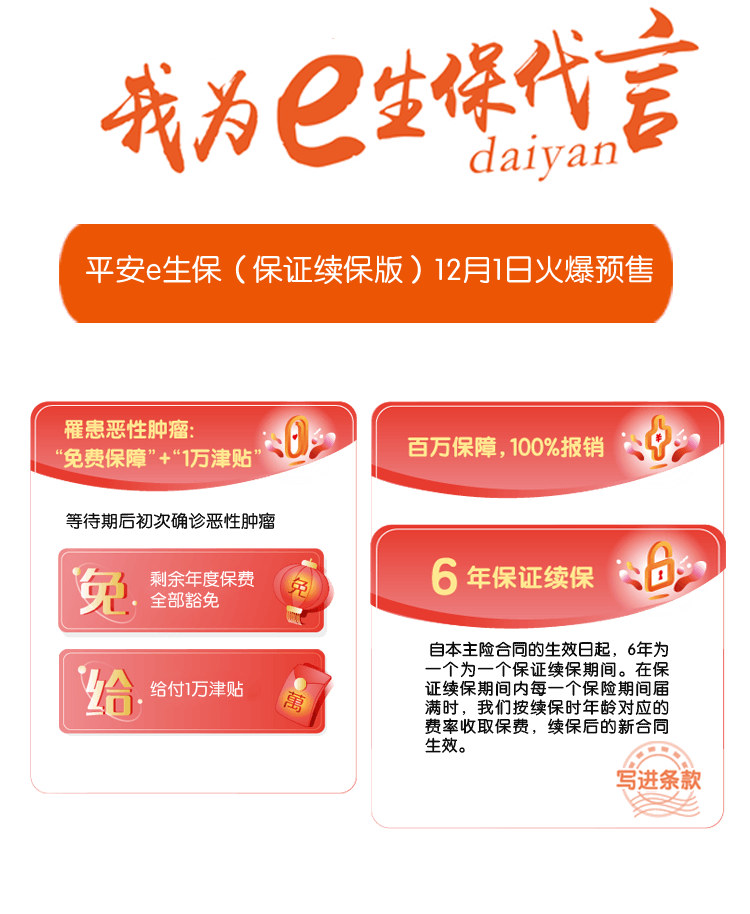 我为e生保代言
daiyan
平安e生保（保证续保版）12月1日火爆预售
罹患恶性肿瘤：
“免费保障”+“1万津贴”
等待期后初次确诊恶性肿瘤
免
剩余年度保费
全部豁免
免
给
给付1万津贴
萬
百万保障，100%报销
¥
6年保证续保
自本主险合同的生效日起，6年为
一个为一个保证续保期间。在保
证续保期间内每一个保险期间届
满时，我们按续保时年龄对应的
费率收取保费，续保后的新合同
生效。
写进条款